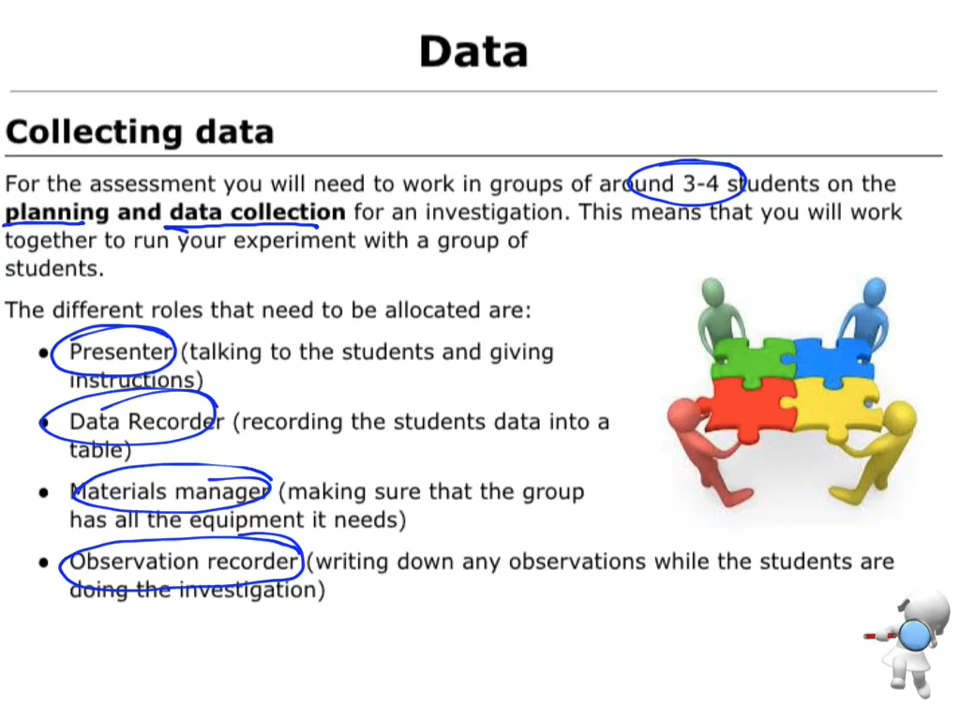 Data
Collecting data
For the assessment you will need to work in groups of around 3-4 students on the
planning and data collection for an investigation. This means that you will work
together to run your experiment with a group of
students.
The different roles that need to be allocated are:
• Presenter (talking to the students and giving
instructions)
• Data Recorder (recording the students data into a
table)
• Materials manager (making sure that the group
has all the equipment it needs)
• Observation recorder (writing down any observations while the students are
doing the investigation)